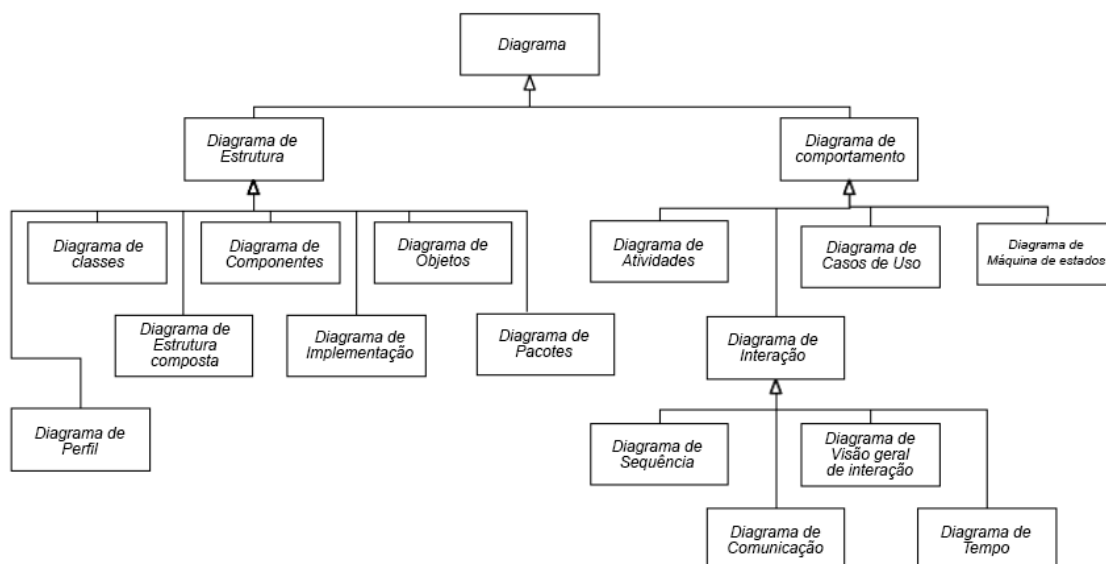 Diagrama
Diagrama de
Estrutura
Diagrama de
comportamento
Diagrama de
classes
Diagrama de
Componentes
Diagrama de
Objetos
Diagrama de
Atividades
Diagrama de
Casos de Uso
Diagrama de
Máquina de estados
Diagrama de
Estrutura
composta
Diagrama de
Implementação
Diagrama de
Pacotes
Diagrama de
Interação
Diagrama de
Perfil
Diagrama de
Sequência
Diagrama de
Visão geral
de interação
Diagrama de
Comunicação
Diagrama de
Tempo